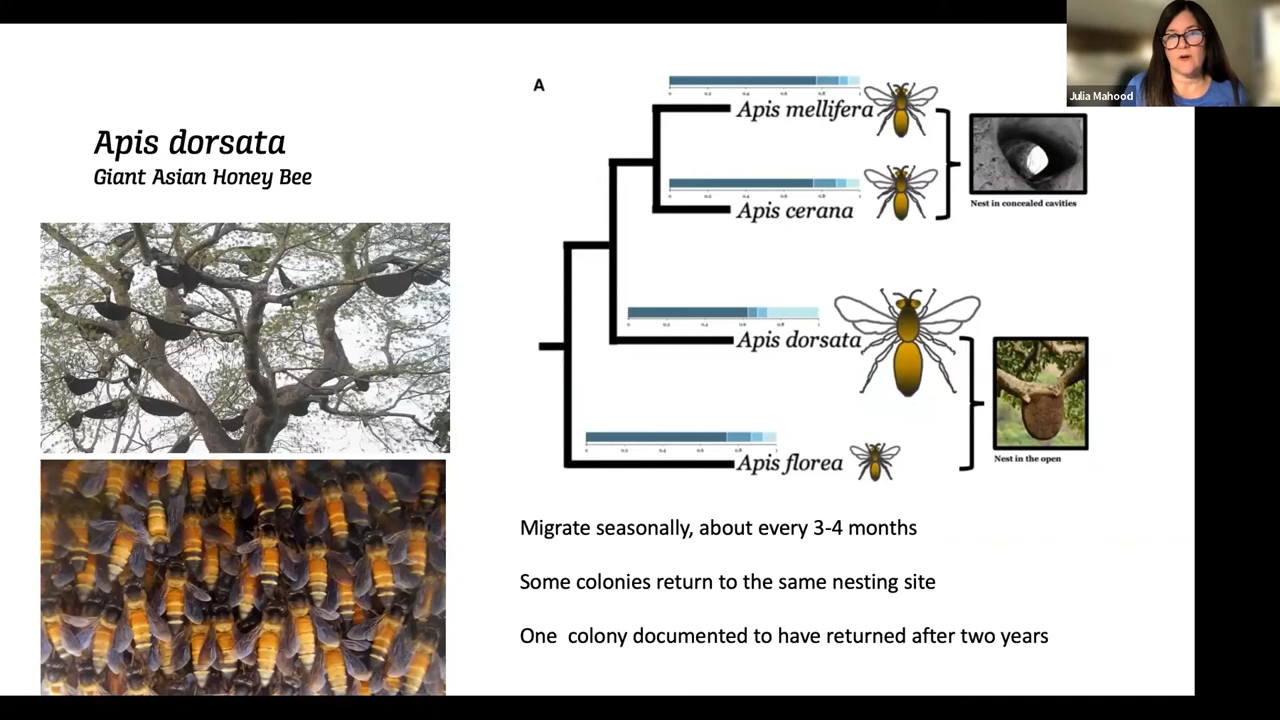 Julia Mahood
Apis dorsata
Giant Asian Honey Bee
A
Apis mellifera
Apis cerana
Nest in concealed cavities
Apis dorsata
Apis florea
Nest in the open
Migrate seasonally, about every 3-4 months
Some colonies return to the same nesting site
One colony documented to have returned after two years